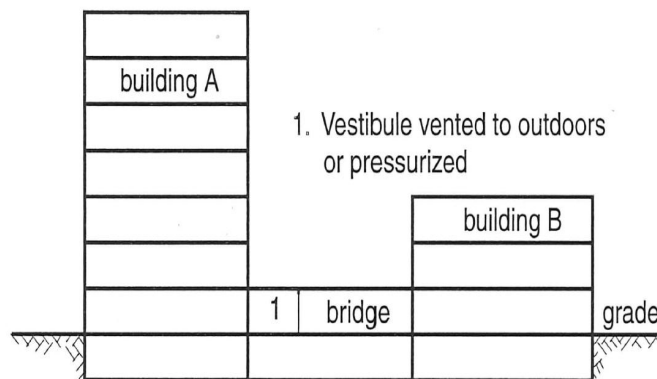 building A
1. Vestibule vented to outdoors
or pressurized
building B
1
bridge
grade